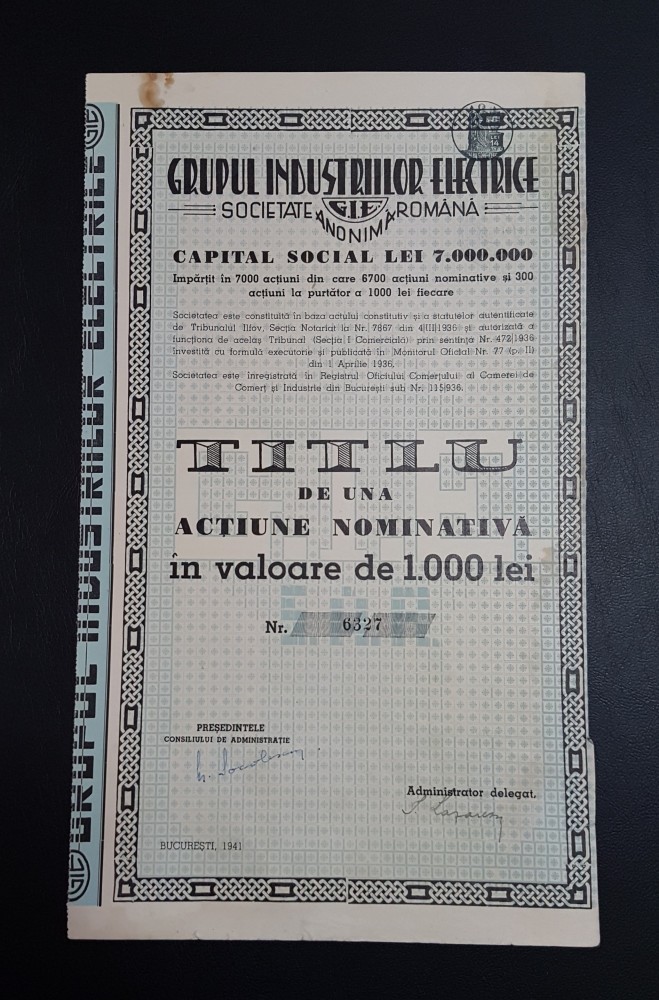 GRUPUL INDUSTRIILOR ELECTRICE
GRUPUL INDUSTRIILOR ELECTRICE
SOCIETATE ANONIMĂ ROMÂNĂ
GIE
CAPITAL SOCIAL LEI 7.000.000
Impărțit în 7000 acțiuni din care 6700 acțiuni nominative și 300
acțiuni la purtător a 1000 lei fiecare
Societatea este constituită în baza actului constitutiv și a statutelor autentificate
de Tribunalul Ilfov, Secția Notariat la Nr. 7867 din 4|III|1936 și autorizată a
funcționa de acelaș Tribunal (Secția I Comercială) prin sentința Nr. 472|1936
învestită cu formulă executorie și publicată în Monitorul Oficial Nr. 77 (p. II)
din 1 Aprilie 1936.
Societatea este înregistrată în Registrul Oficiului Comerțului al Camerei de
Comerț și Industrie din București sub Nr. 115|936.
TITLU
DE UNA
ACȚIUNE NOMINATIVĂ
în valoare de 1.000 lei
Nr. 6327
PREȘEDINTELE
CONSILIULUI DE ADMINISTRAȚIE
Administrator delegat.
BUCUREȘTI, 1941